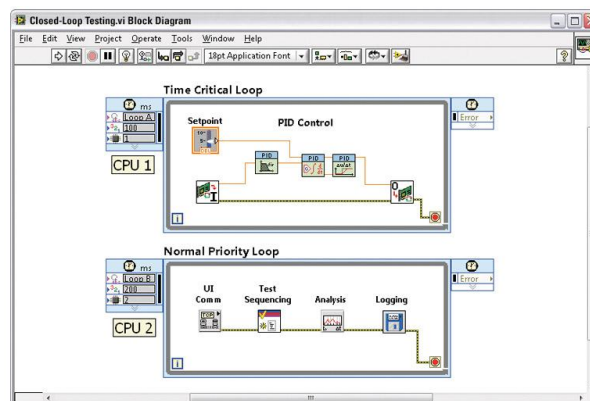 Closed-Loop Testing.vi Block Diagram
File Edit View Project Operate Tools Window Help
18pt Application Font
?
Time Critical Loop
ms
Loop A
100
1
CPU 1
Setpoint
PID Control
PID
PID
PID
I
O
i
Error
Normal Priority Loop
ms
Loop B
200
2
CPU 2
UI Comm
Test Sequencing
Analysis
Logging
TCP
i
Error